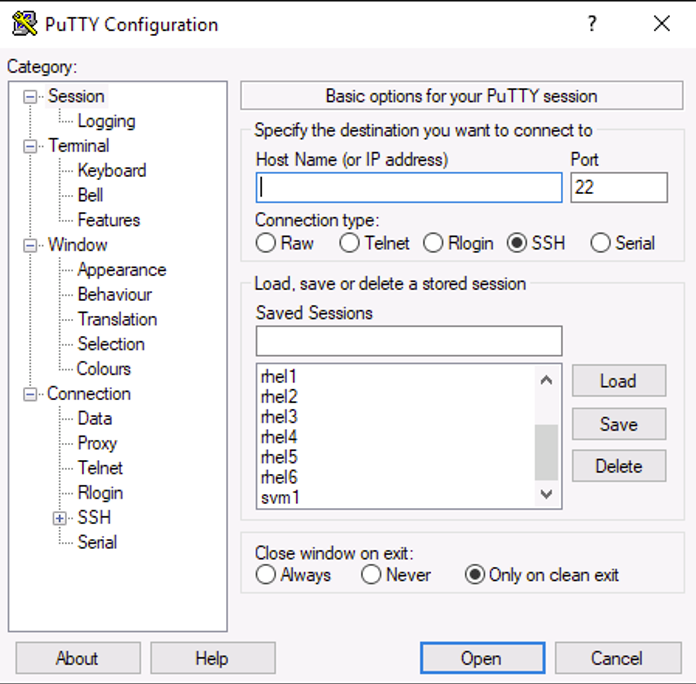 PuTTY Configuration
?
Category:
Session
Logging
Terminal
Keyboard
Bell
Features
Window
Appearance
Behaviour
Translation
Selection
Colours
Connection
Data
Proxy
Telnet
Rlogin
SSH
Serial
Basic options for your PuTTY session
Specify the destination you want to connect to
Host Name (or IP address) Port
22
Connection type:
Raw Telnet Rlogin SSH Serial
Load, save or delete a stored session
Saved Sessions
rhel1
rhel2
rhel3
rhel4
rhel5
rhel6
svm1
Load
Save
Delete
Close window on exit:
Always Never Only on clean exit
About Help Open Cancel